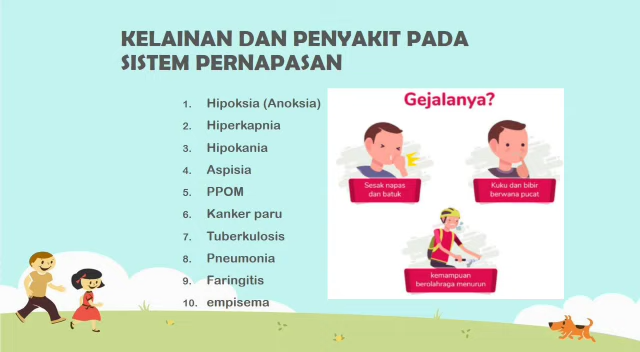 KELAINAN DAN PENYAKIT PADA
SISTEM PERNAPASAN
1. Hipoksia (Anoksia)
2. Hiperkapnia
3. Hipokania
4. Aspisia
5. PPOM
6. Kanker paru
7. Tuberkulosis
8. Pneumonia
9. Faringitis
10. empisema
Gejalanya?
Sesak napas
dan batuk
Kuku dan bibir
berwana pucat
kemampuan
berolahraga menurun